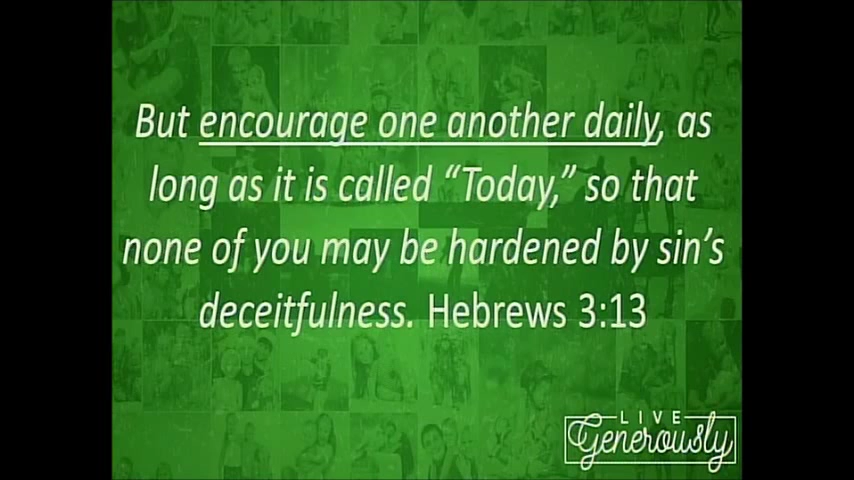 But encourage one another daily, as
long as it is called “Today,” so that
none of you may be hardened by sin’s
deceitfulness. Hebrews 3:13
LIVE
Generously